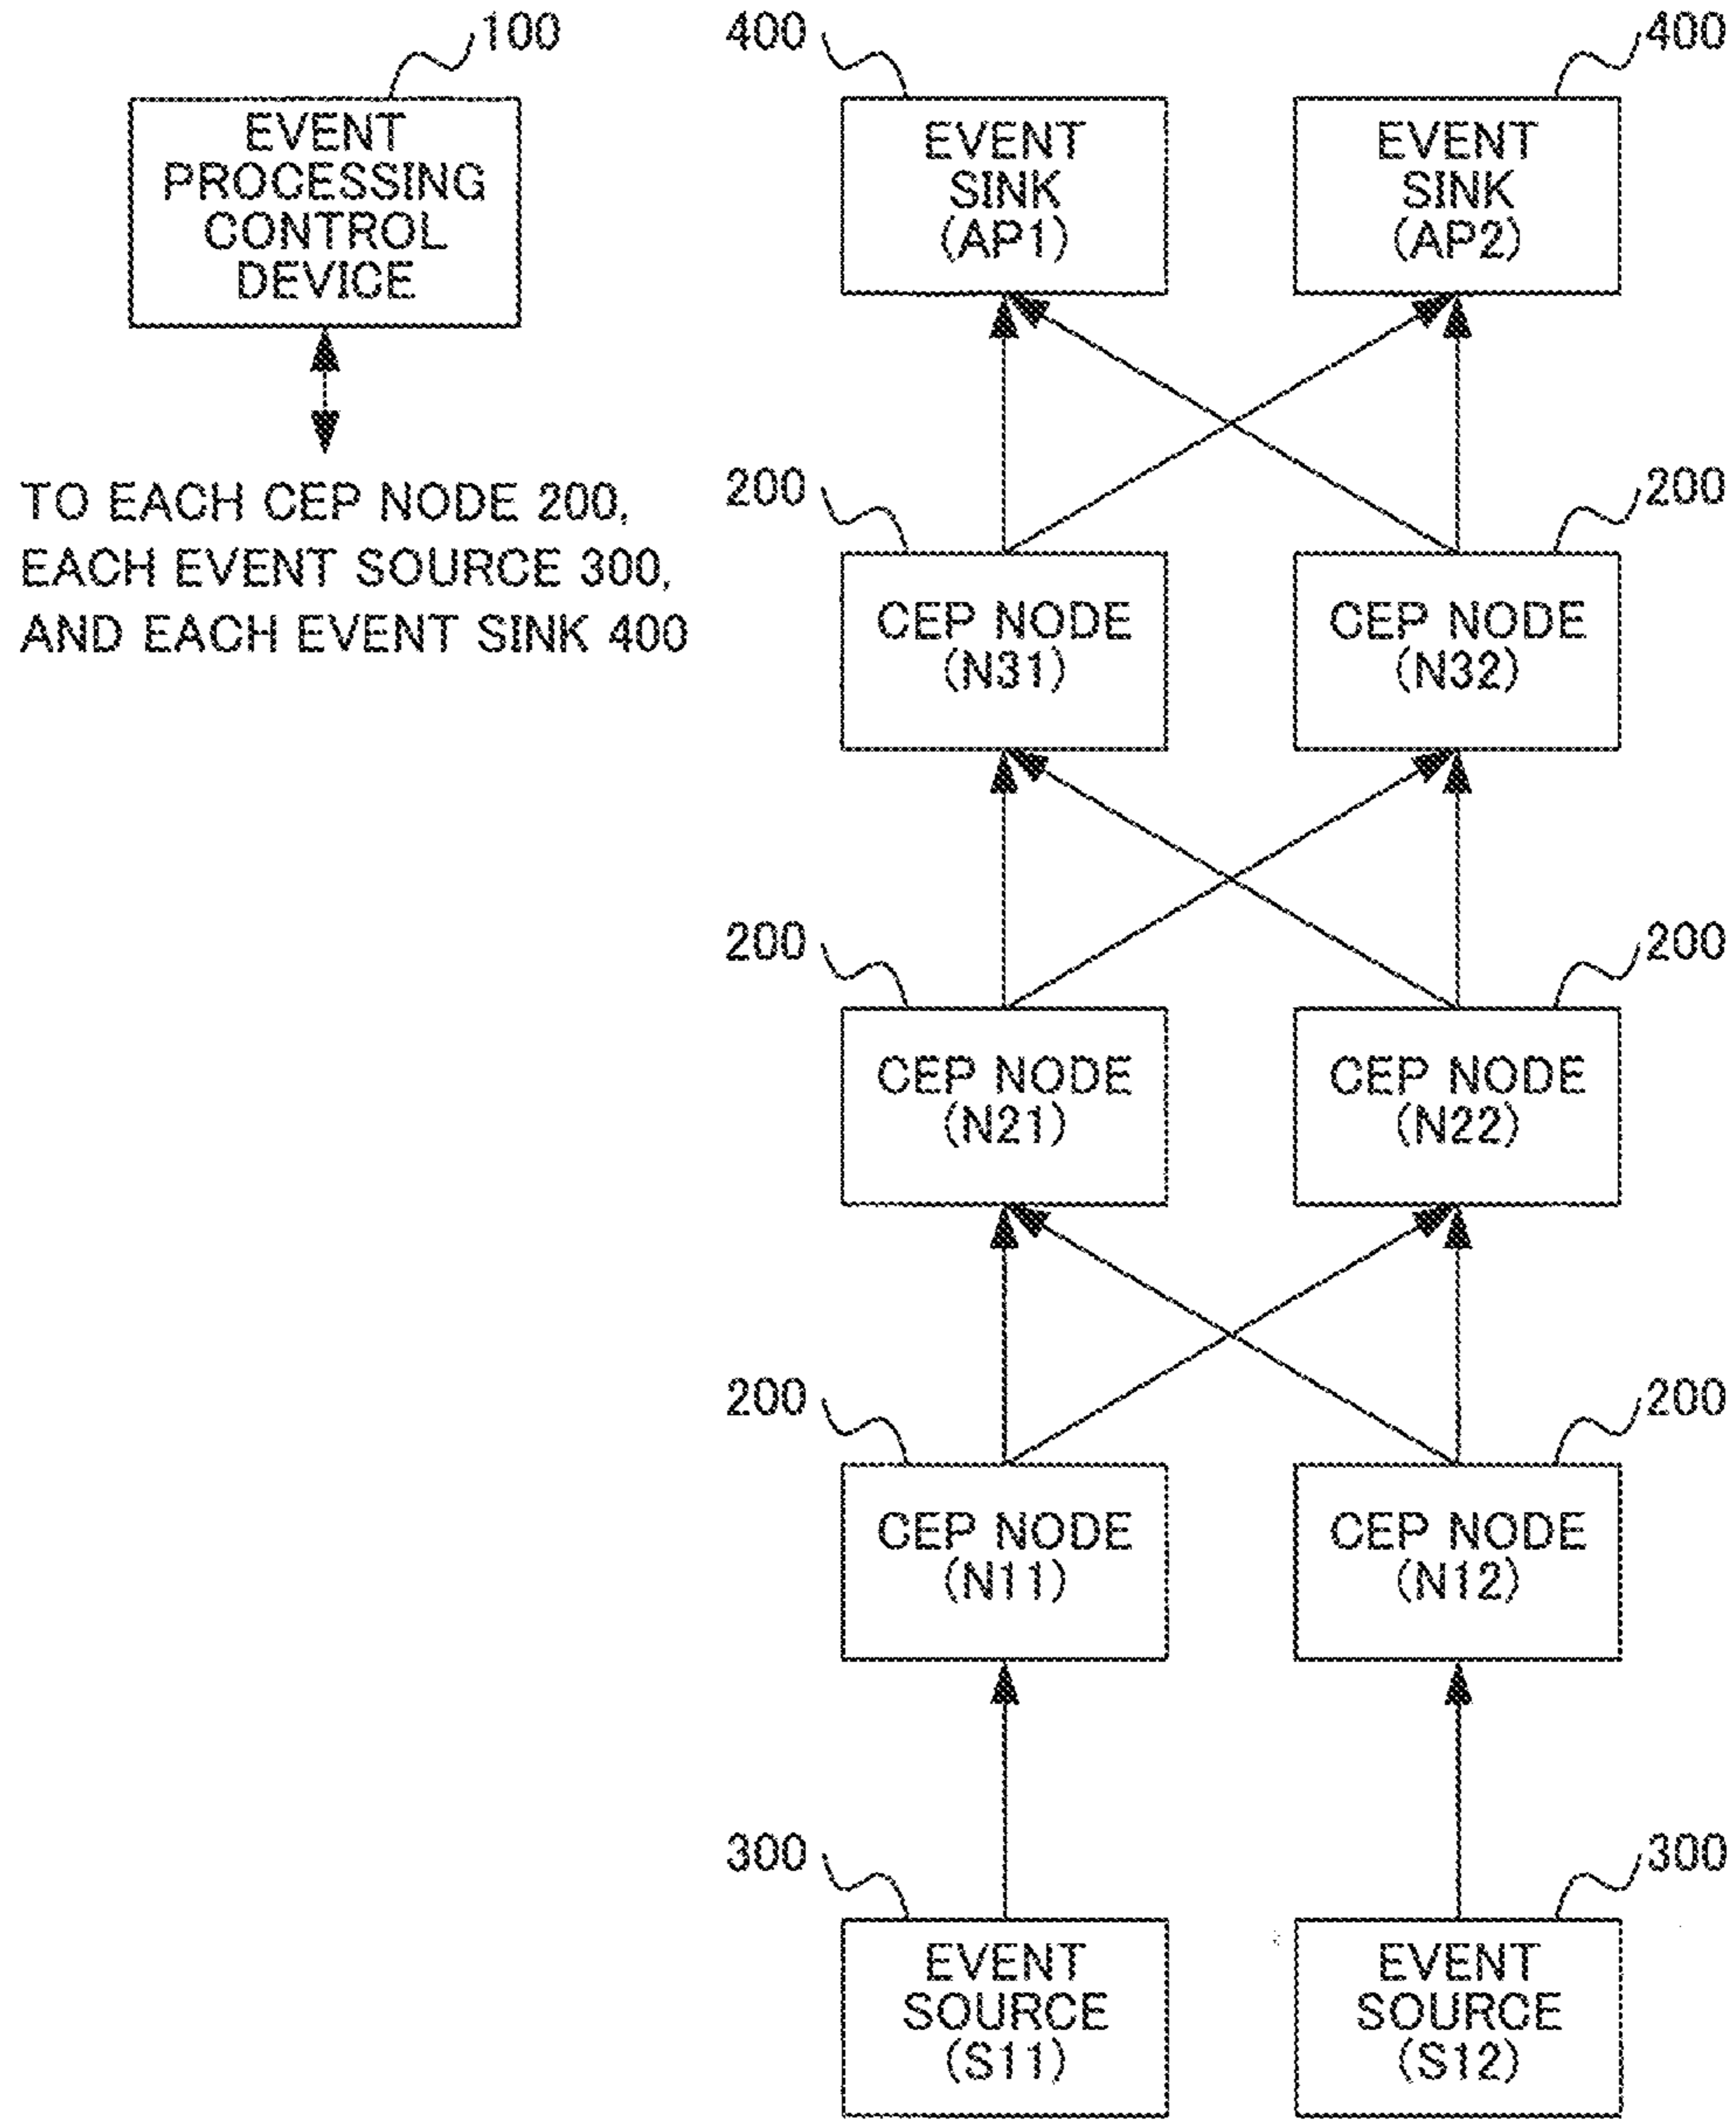 100
EVENT
PROCESSING
CONTROL
DEVICE
TO EACH CEP NODE 200,
EACH EVENT SOURCE 300,
AND EACH EVENT SINK 400
400
EVENT
SINK
(AP1)
400
EVENT
SINK
(AP2)
200
CEP NODE
(N31)
200
CEP NODE
(N32)
200
CEP NODE
(N21)
200
CEP NODE
(N22)
200
CEP NODE
(N11)
200
CEP NODE
(N12)
300
EVENT
SOURCE
(S11)
300
EVENT
SOURCE
(S12)